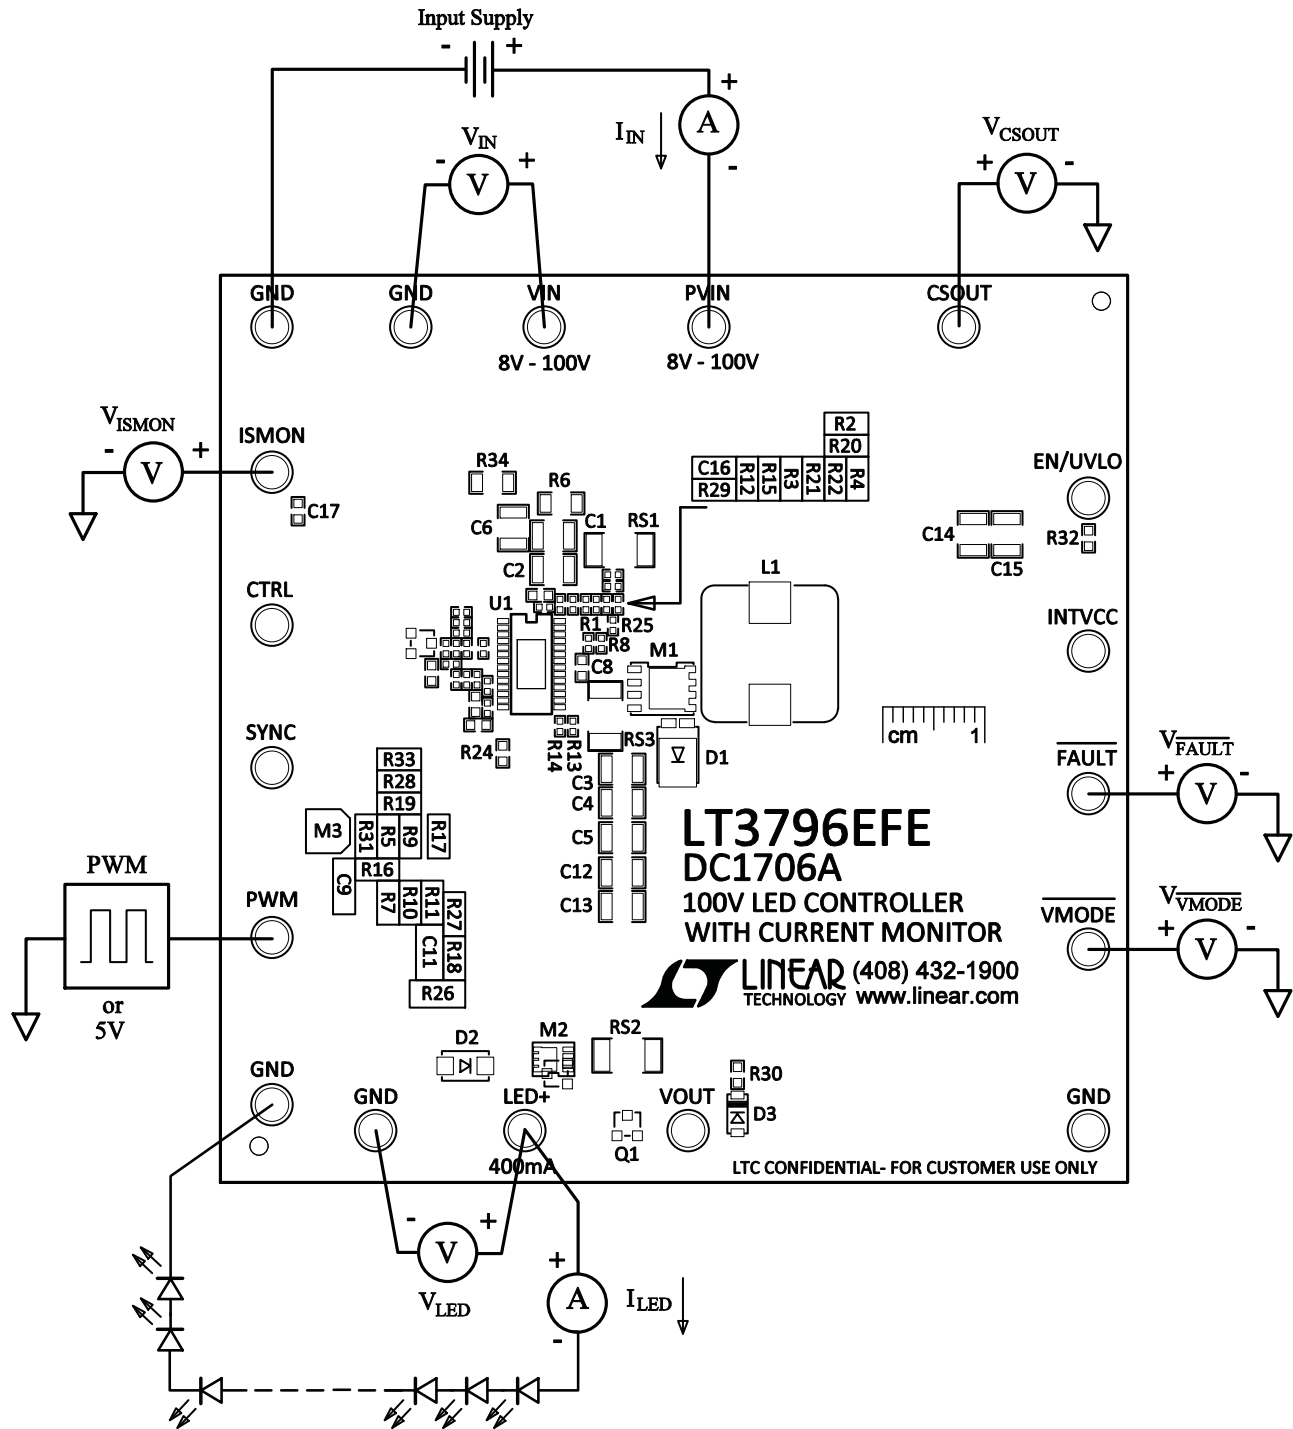 Input Supply
- +
+
A
-
I_IN
V_IN
- +
V
V_CSOUT
+ -
V
GND GND VIN PVIN CSOUT
8V - 100V 8V - 100V
V_ISMON
- +
V
ISMON
C17
R34
R6
C6
C1
RS1
C2
U1
R2
R20
C16
R29
R12
R15
R3
R21
R22
R4
EN/UVLO
C14
C15
R32
CTRL
R1
R25
R8
C8
M1
L1
INTVCC
cm 1
SYNC
R24
R14
R13
RS3
D1
FAULT
V_FAULT
+ -
V
R33
R28
R19
M3
R31
R5
R9
R17
R16
C9
R7
R10
R11
R27
C11
R18
R26
C3
C4
C5
C12
C13
LT3796EFE
DC1706A
100V LED CONTROLLER
WITH CURRENT MONITOR
LINEAR
TECHNOLOGY
(408) 432-1900
www.linear.com
VMODE
V_VMODE
+ -
V
PWM
or
5V
PWM
GND
D2
M2
RS2
R30
D3
GND
LED+
400mA
Q1
VOUT
GND
LTC CONFIDENTIAL- FOR CUSTOMER USE ONLY
- +
V
V_LED
+
A
-
I_LED